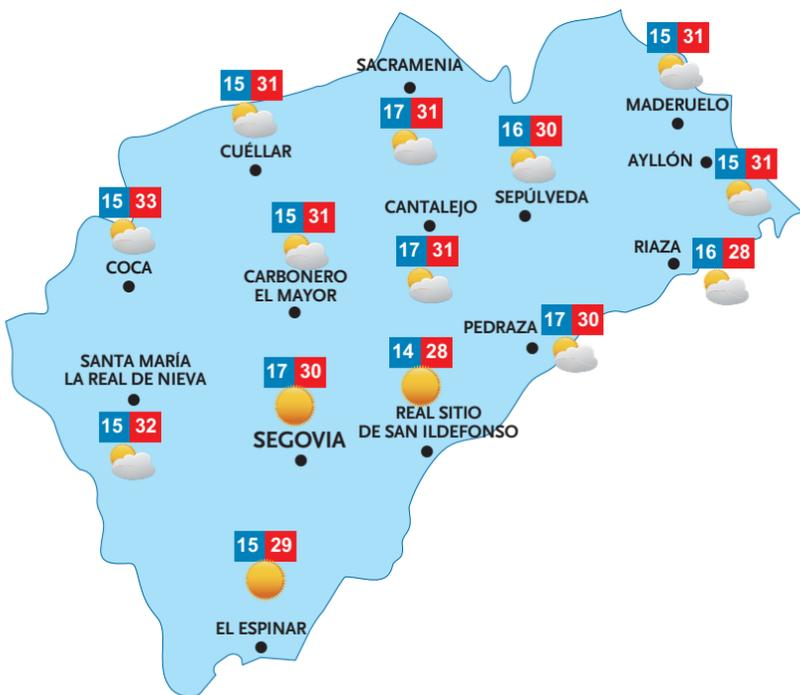 15 31
MADERUELO
SACRAMENIA
17 31
15 31
CUÉLLAR
16 30
SEPÚLVEDA
AYLLÓN
15 31
15 33
COCA
15 31
CARBONERO
EL MAYOR
CANTALEJO
17 31
RIAZA
16 28
PEDRAZA
17 30
SANTA MARÍA
LA REAL DE NIEVA
15 32
17 30
SEGOVIA
14 28
REAL SITIO
DE SAN ILDEFONSO
15 29
EL ESPINAR